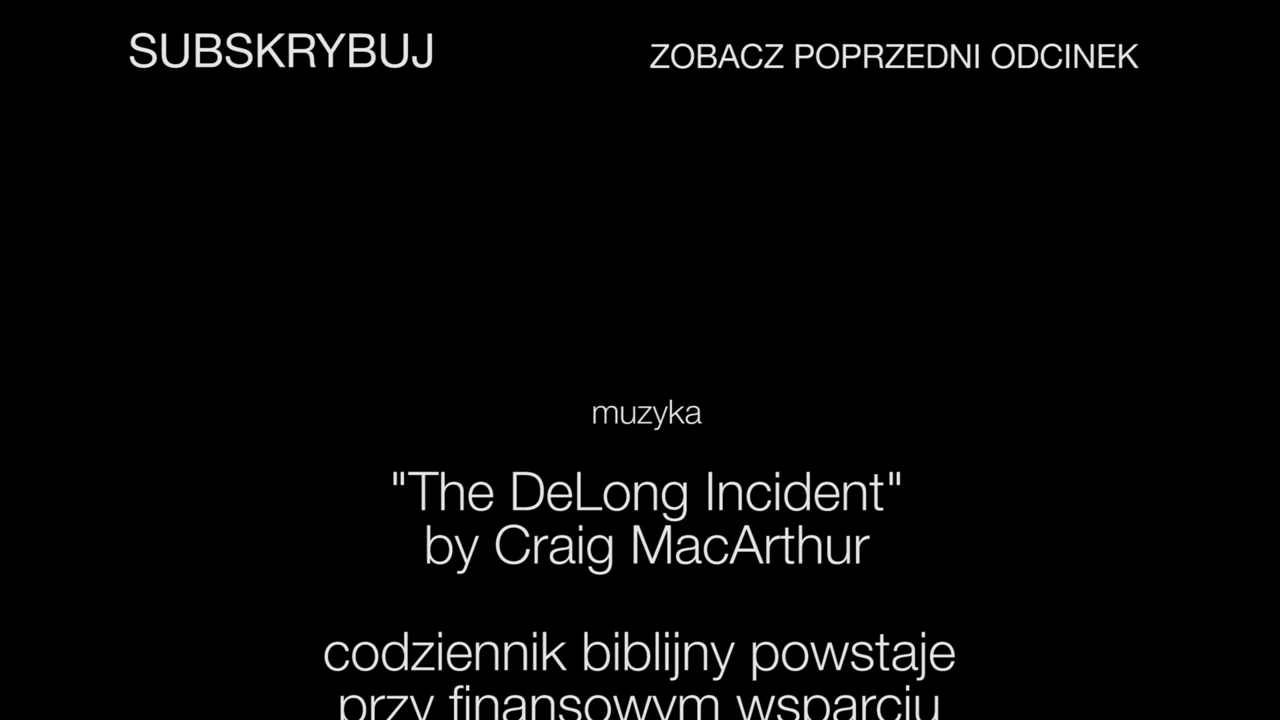 SUBSKRYBUJ
ZOBACZ POPRZEDNI ODCINEK
muzyka
"The DeLong Incident"
by Craig MacArthur
codziennik biblijny powstaje
przy finansowym wsparciu